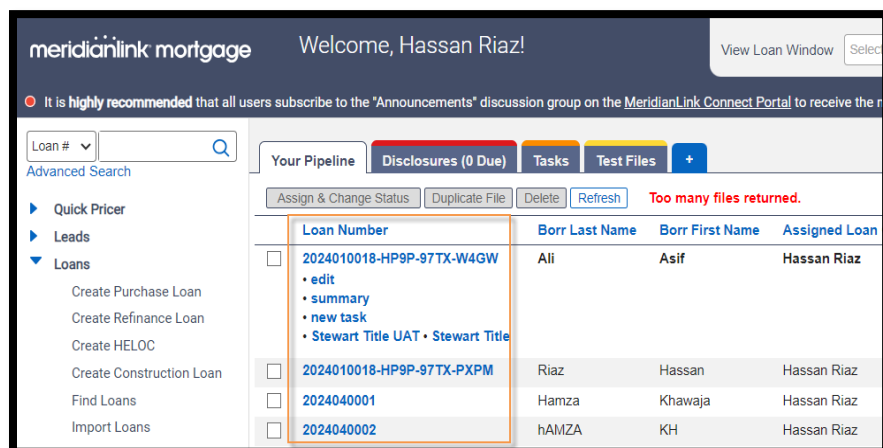 meridianlink mortgage
Welcome, Hassan Riaz!
View Loan Window
Select
It is highly recommended that all users subscribe to the "Announcements" discussion group on the MeridianLink Connect Portal to receive the
Loan #
Advanced Search
Your Pipeline Disclosures (0 Due) Tasks Test Files +
Assign & Change Status Duplicate File Delete Refresh Too many files returned.
Quick Pricer
Leads
Loans
Create Purchase Loan
Create Refinance Loan
Create HELOC
Create Construction Loan
Find Loans
Import Loans
Loan Number Borr Last Name Borr First Name Assigned Loan
2024010018-HP9P-97TX-W4GW Ali Asif Hassan Riaz
• edit
• summary
• new task
• Stewart Title UAT • Stewart Title
2024010018-HP9P-97TX-PXPM Riaz Hassan Hassan Riaz
2024040001 Hamza Khawaja Hassan Riaz
2024040002 hAMZA KH Hassan Riaz